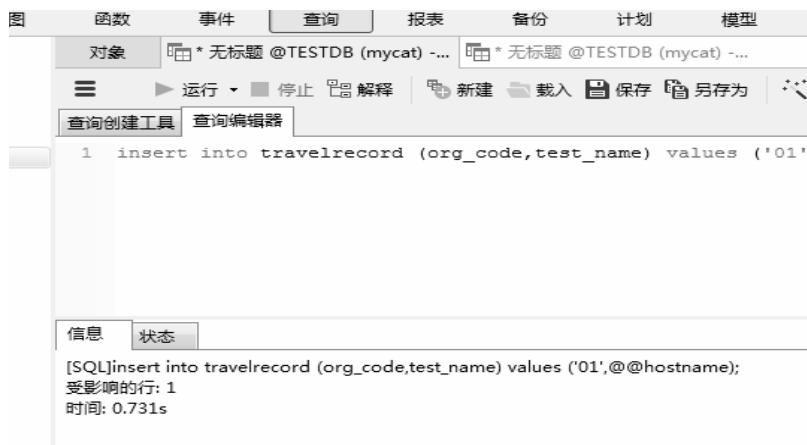 图 函数 事件 查询 报表 备份 计划 模型
对象 * 无标题 @TESTDB (mycat) -... * 无标题 @TESTDB (mycat) -...
运行 停止 解释 新建 载入 保存 另存为
查询创建工具 查询编辑器
1 insert into travelrecord (org_code,test_name) values ('01'
信息 状态
[SQL]insert into travelrecord (org_code,test_name) values ('01',@@hostname);
受影响的行: 1
时间: 0.731s